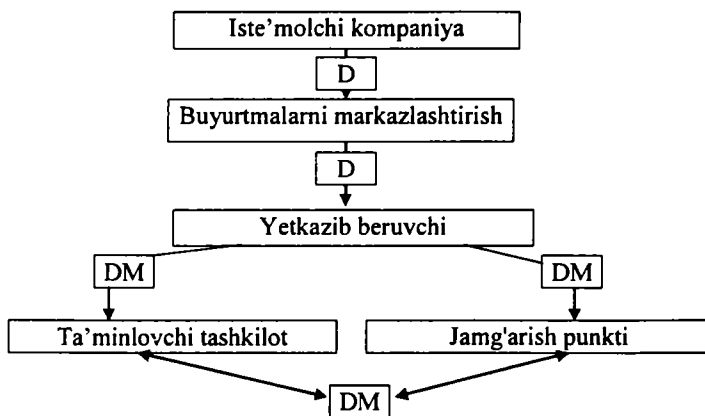 Iste’molchi kompaniya
D
Buyurtmalarni markazlashtirish
D
Yetkazib beruvchi
DM
DM
Ta’minlovchi tashkilot
Jamg'arish punkti
DM